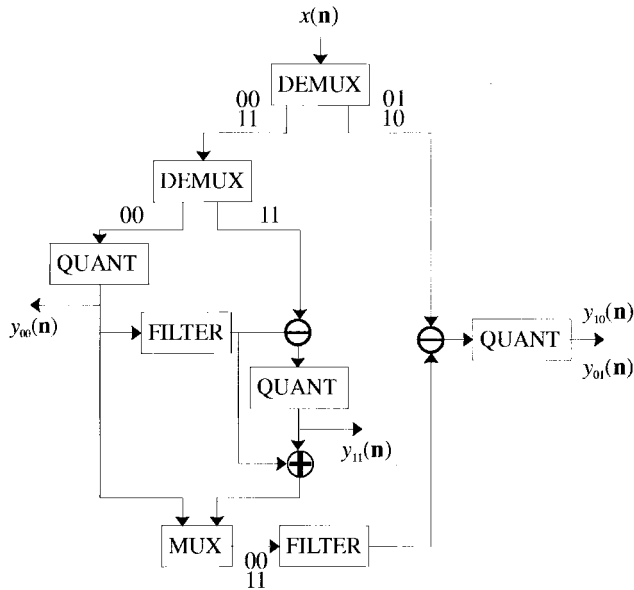 x(n)
DEMUX
00
11
01
10
DEMUX
00
11
QUANT
y00(n)
FILTER
QUANT
y11(n)
QUANT
y10(n)
y01(n)
MUX
00
11
FILTER